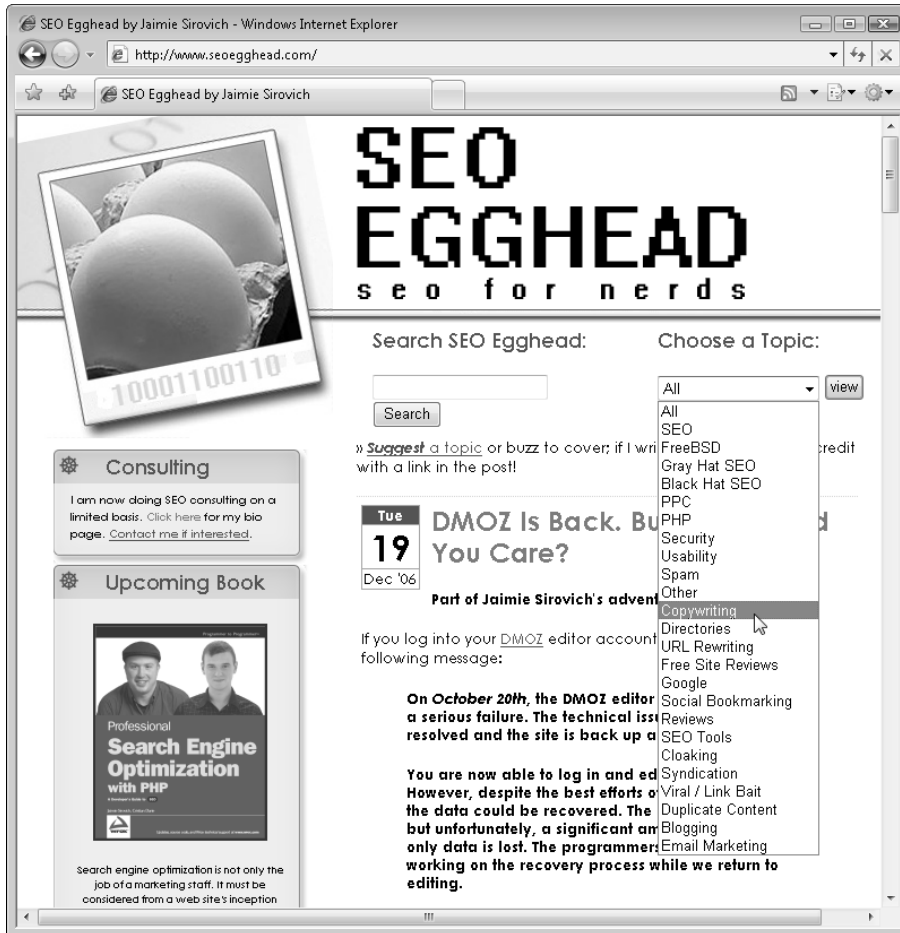 SEO Egghead by Jaimie Sirovich - Windows Internet Explorer
http://www.seoegghead.com/
SEO Egghead by Jaimie Sirovich
SEO
EGGHEAD
seo for nerds
10001100110
Search SEO Egghead:
Search
Choose a Topic:
All
view
All
SEO
FreeBSD
Gray Hat SEO
Black Hat SEO
PPC
PHP
Security
Usability
Spam
Other
Copywriting
Directories
URL Rewriting
Free Site Reviews
Google
Social Bookmarking
Reviews
SEO Tools
Cloaking
Syndication
Viral / Link Bait
Duplicate Content
Blogging
Email Marketing
» Suggest a topic or buzz to cover; if I wri credit
with a link in the post!
Consulting
I am now doing SEO consulting on a
limited basis. Click here for my bio
page. Contact me if interested.
Upcoming Book
Programmer to Programmer
Professional
Search Engine
Optimization
with PHP
Search engine optimization is not only the
job of a marketing staff. It must be
considered from a web site's inception
Tue
19
Dec '06
DMOZ Is Back. Bu d
You Care?
Part of Jaimie Sirovich's advent
If you log into your DMOZ editor account
following message:
On October 20th, the DMOZ editor
a serious failure. The technical iss
resolved and the site is back up a
You are now able to log in and ed
However, despite the best efforts o
the data could be recovered. The
but unfortunately, a significant am
only data is lost. The programmers
working on the recovery process while we return to
editing.